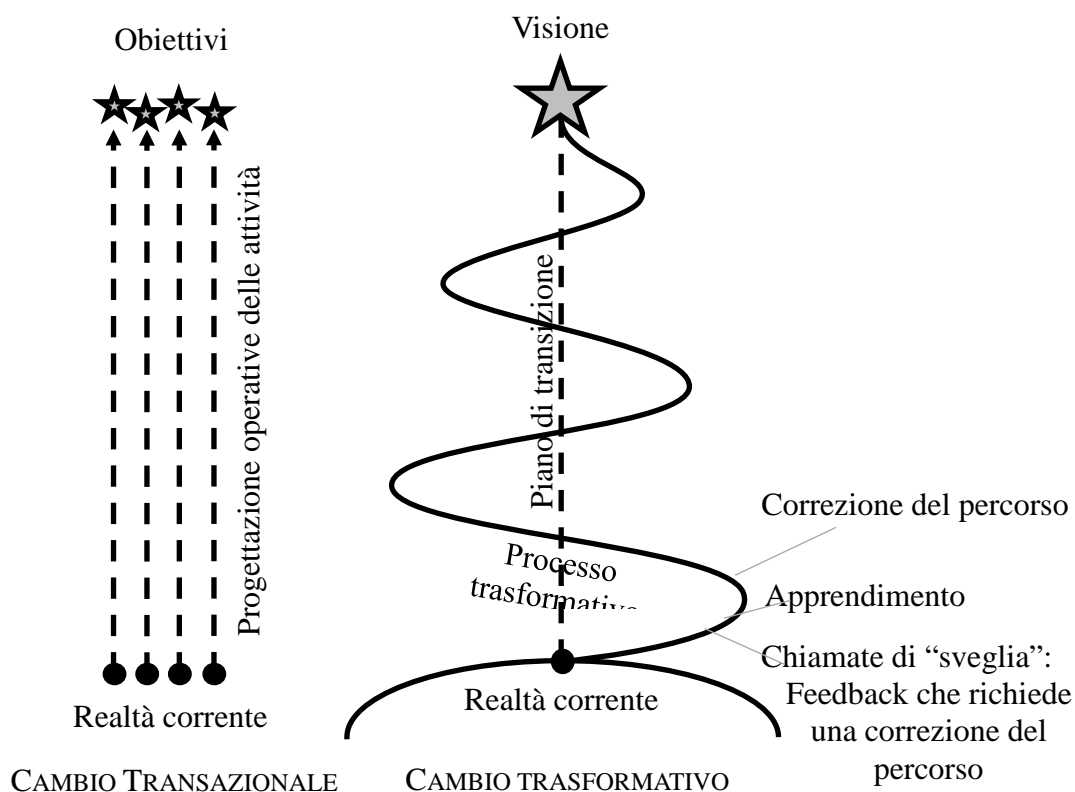 Obiettivi
Progettazione operative delle attività
Realtà corrente
CAMBIO TRANSAZIONALE
Visione
Piano di transizione
Processo
trasformativo
Realtà corrente
CAMBIO TRASFORMATIVO
Correzione del percorso
Apprendimento
Chiamate di “sveglia”:
Feedback che richiede
una correzione del
percorso